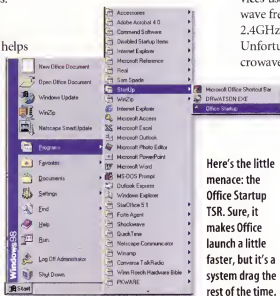 helps
vices use
wave fro
2.4GHz
Unfortu
crowave
New Office Document
Open Office Document
Windows Update
WinZip
Netscape SmartUpdate
Programs
Favorites
Documents
Settings
Find
Help
Run...
Log Off Administrator
Shut Down
Windows98
Start
Accessories
Adobe Acrobat 4.0
Command Software
Disabled Startup Items
Microsoft Reference
Real
Sam Spade
StartUp
WinZip
Internet Explorer
Microsoft Access
Microsoft Excel
Microsoft Outlook
Microsoft Photo Editor
Microsoft PowerPoint
Microsoft Word
MS-DOS Prompt
Outlook Express
Windows Explorer
StarOffice 5.1
Forte Agent
Shockwave
QuickTime
Netscape Communicator
Winamp
Converse TalkRadio
Winn Rosch Hardware Bible
PKWARE
Microsoft Office Shortcut Bar
DRWATSON.EXE
Office Startup
Here's the little
menace: the
Office Startup
TSR. Sure, it
makes Office
launch a little
faster, but it's a
system drag the
rest of the time.